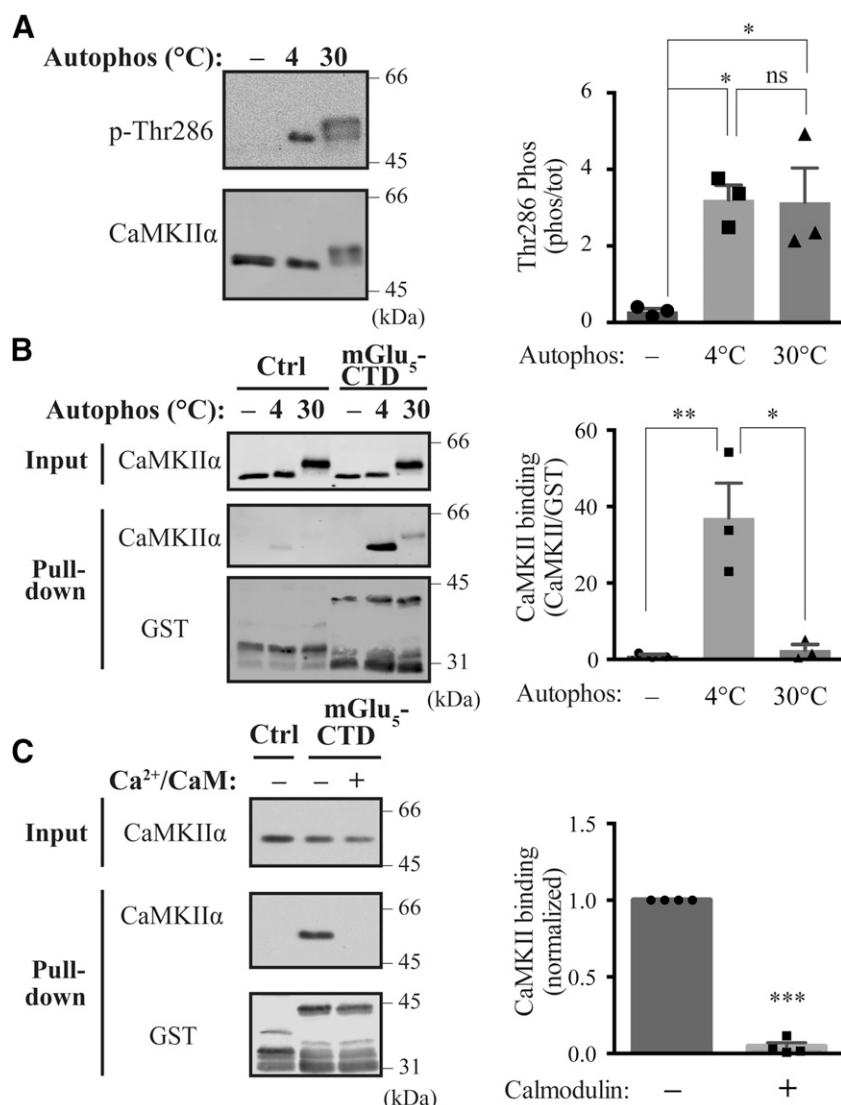 A
Autophos (°C): – 4 30
66
p-Thr286
45
66
CaMKIIα
45
(kDa)
Thr286 Phos
(phos/tot)
6
4
2
0
*
*
ns
Autophos: – 4°C 30°C
B
Ctrl mGlu5-
CTD
Autophos (°C): – 4 30 – 4 30
66
Input CaMKIIα
45
66
CaMKIIα
Pull-
down
45
GST
31
(kDa)
CaMKII binding
(CaMKII/GST)
60
40
20
0
** *
Autophos: – 4°C 30°C
C
Ctrl mGlu5-
CTD
Ca2+/CaM: – – +
66
Input CaMKIIα
45
CaMKIIα 66
45
Pull-
down
45
GST
31
(kDa)
CaMKII binding
(normalized)
1.5
1.0
0.5
0.0
***
Calmodulin: – +